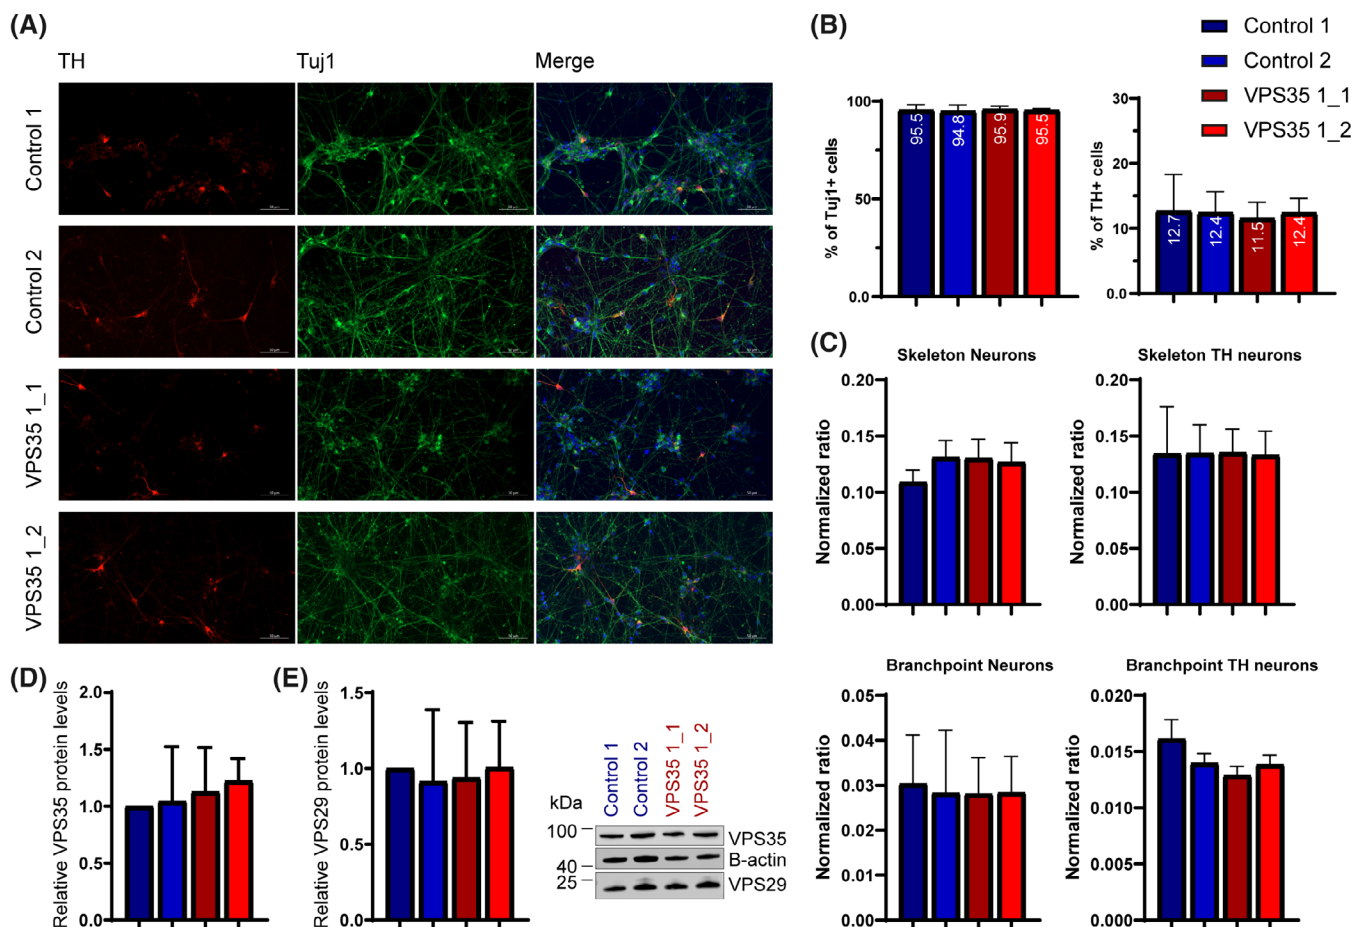 (A)
TH
Tuj1
Merge
Control 1
Control 2
VPS35 1_1
VPS35 1_2
(B)
Control 1
Control 2
VPS35 1_1
VPS35 1_2
% of Tuj1+ cells
100
50
0.0
95.5
94.8
95.9
95.5
% of TH+ cells
30
20
10
0.0
12.7
12.4
11.5
12.4
(C)
Skeleton Neurons
Normalized ratio
0.20
0.15
0.10
0.05
0.00
Skeleton TH neurons
Normalized ratio
0.20
0.15
0.10
0.05
0.00
Branchpoint Neurons
Normalized ratio
0.05
0.04
0.03
0.02
0.01
0.00
Branchpoint TH neurons
Normalized ratio
0.020
0.015
0.010
0.005
0.000
(D)
Relative VPS35 protein levels
2.0
1.5
1.0
0.5
0.0
(E)
Relative VPS29 protein levels
1.5
1.0
0.5
0.0
Control 1
Control 2
VPS35 1_1
VPS35 1_2
kDa
100
40
25
VPS35
B-actin
VPS29